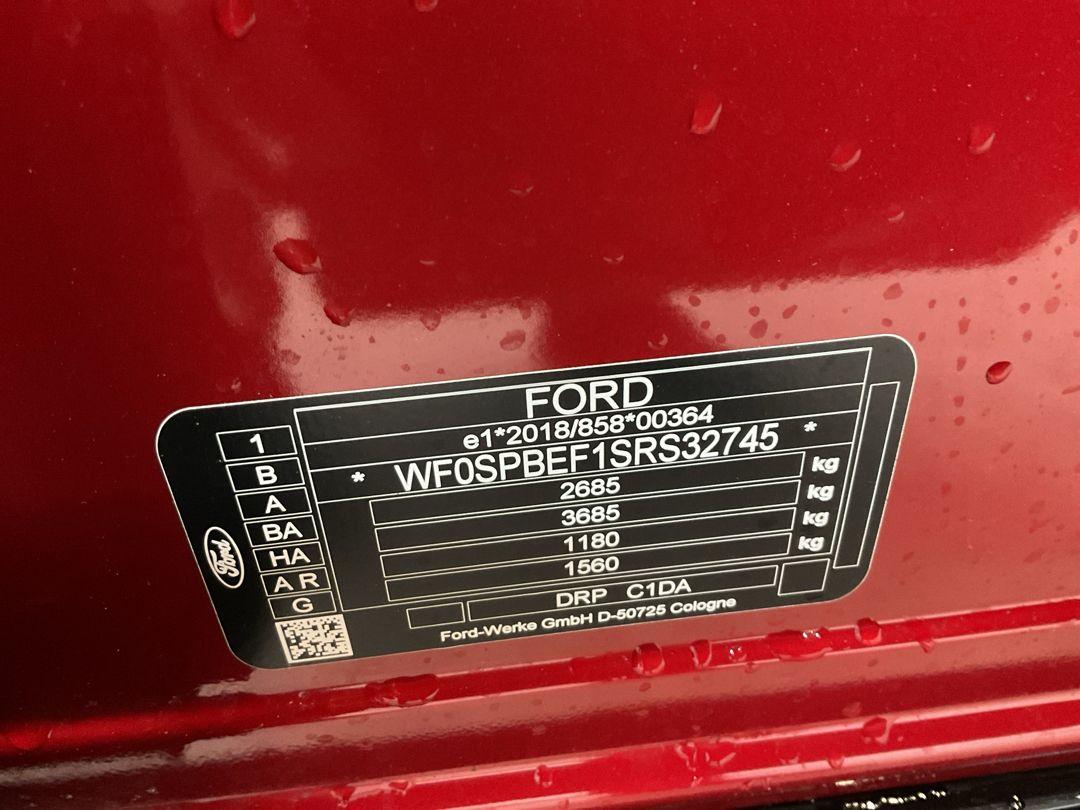 FORD
e1*2018/858*00364
* WF0SPBEF1SRS32745 *
2685 kg
3685 kg
1180 kg
1560 kg
DRP C1DA
Ford-Werke GmbH D-50725 Cologne
1
B
A
BA
HA
A R
G
Ford